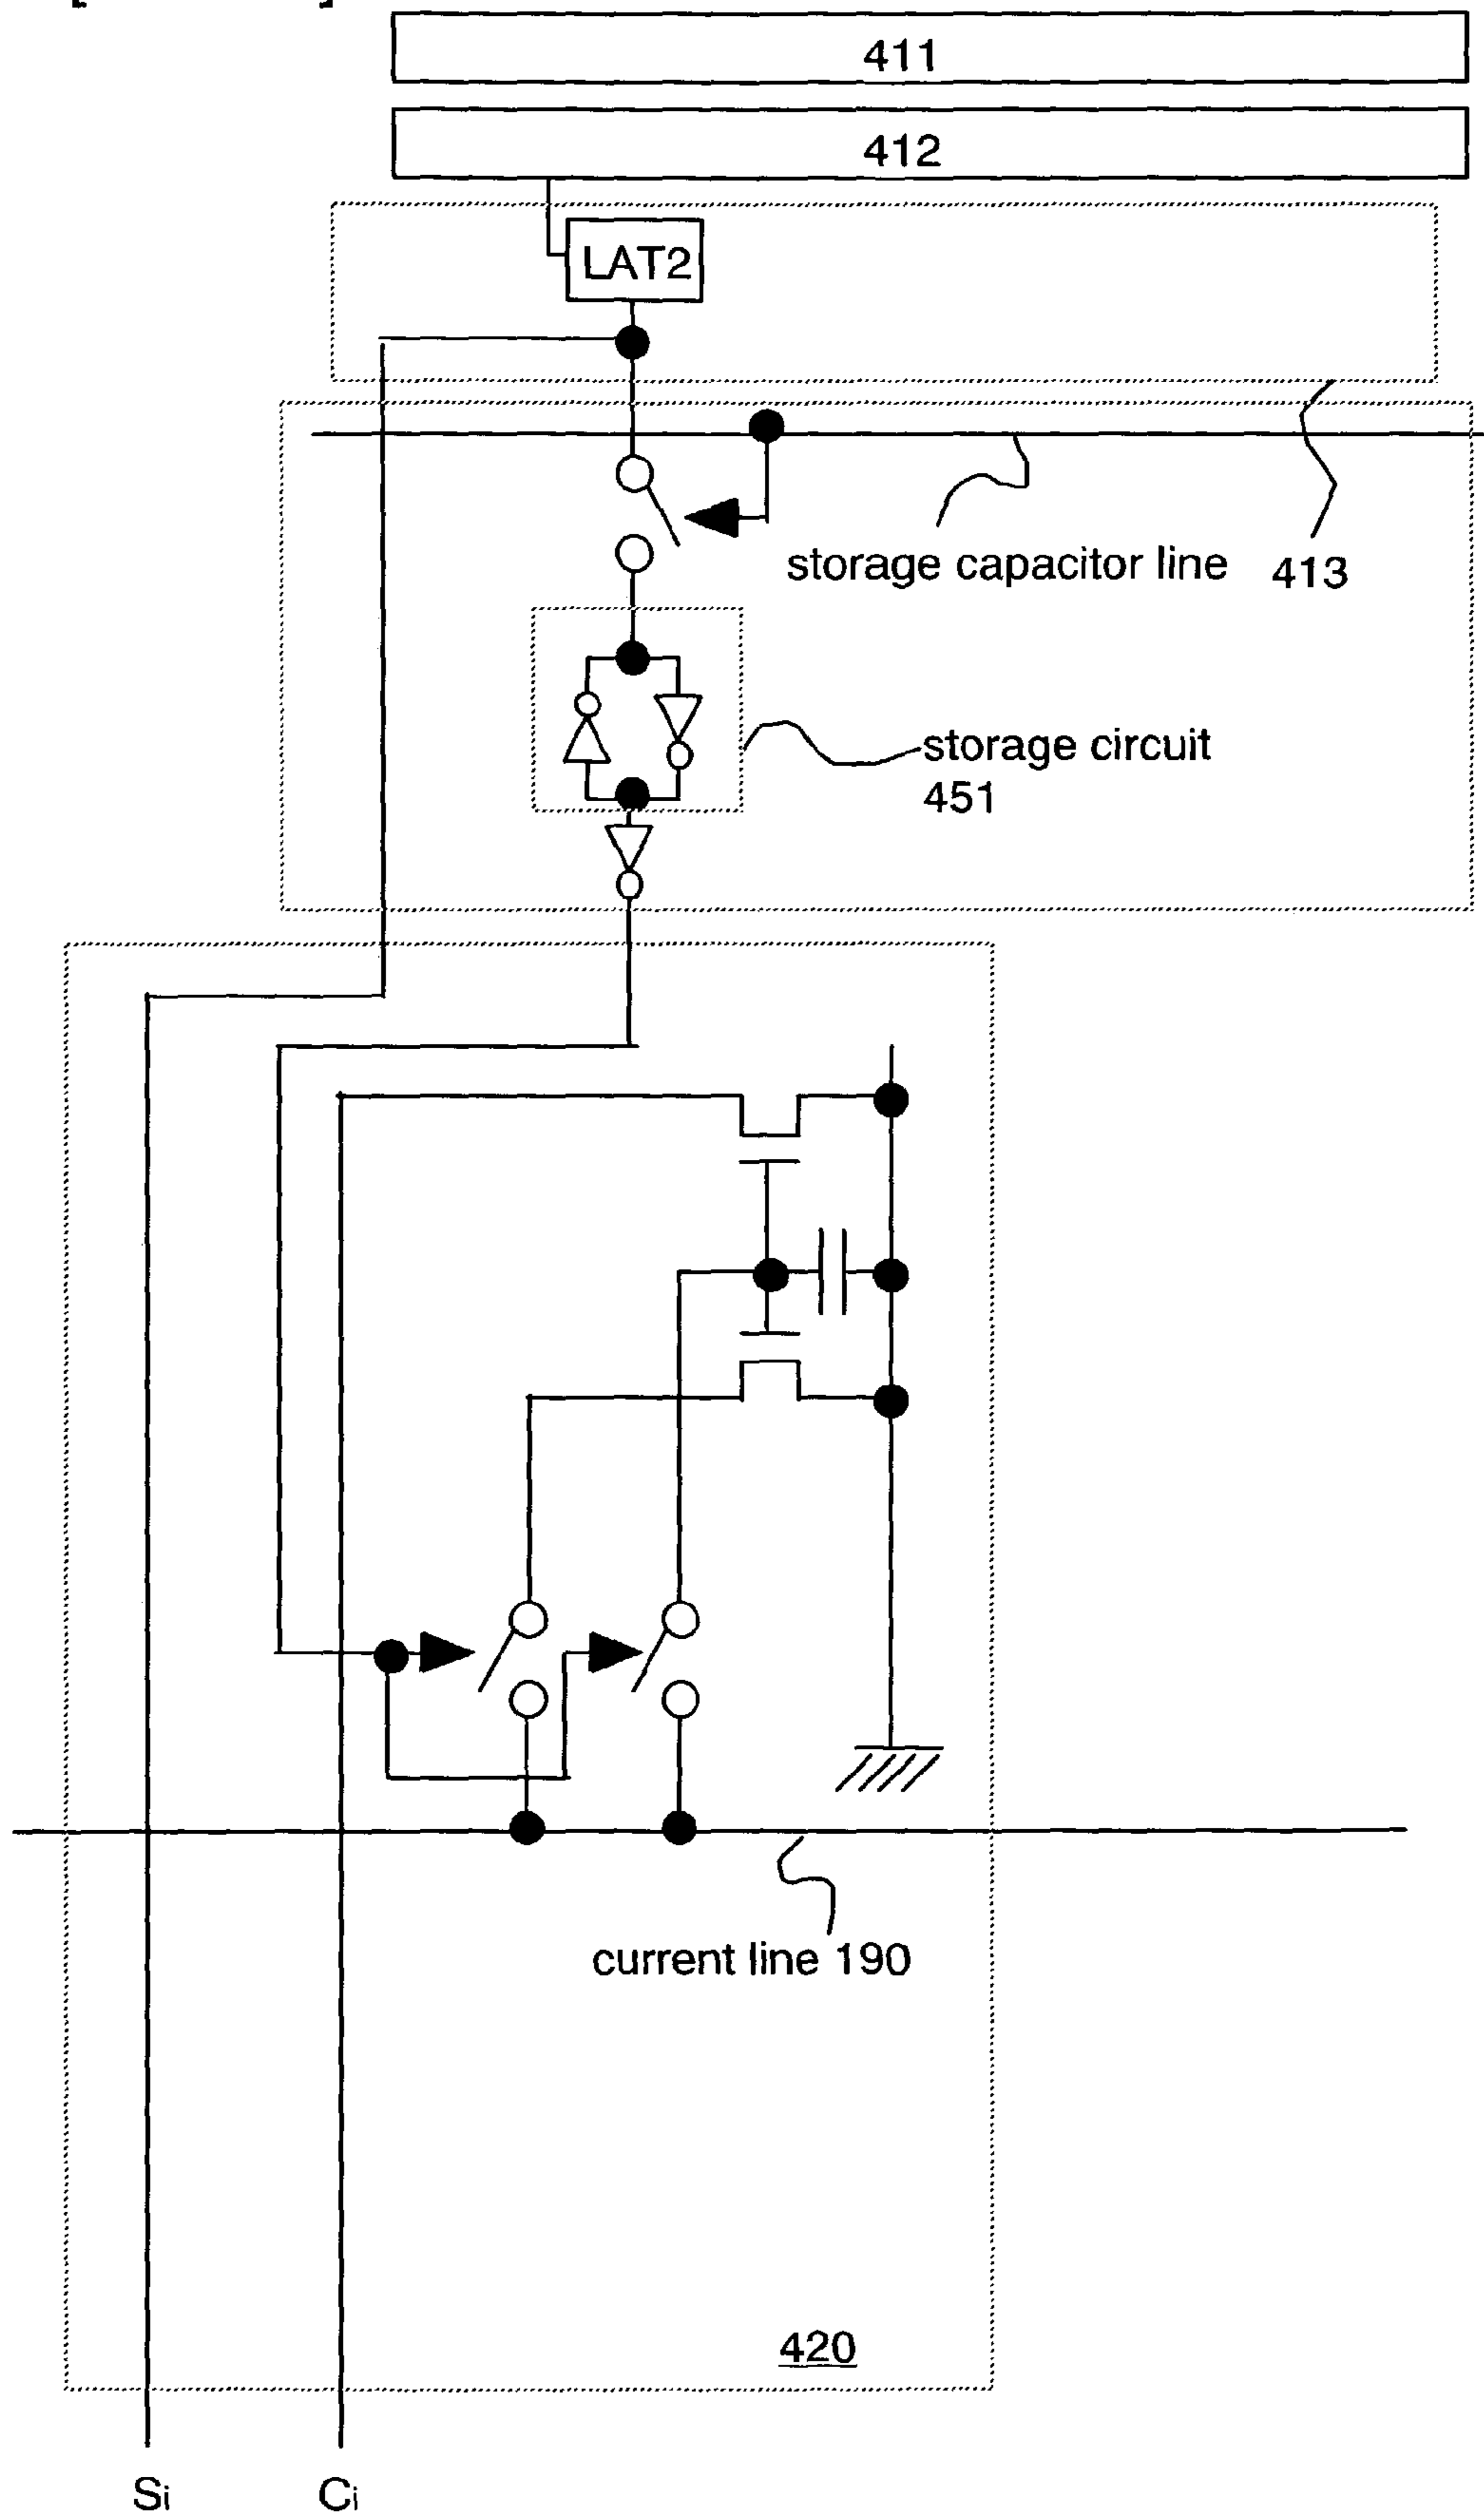 411
412
LAT2
storage capacitor line
413
storage circuit
451
current line 190
420
Si
Ci